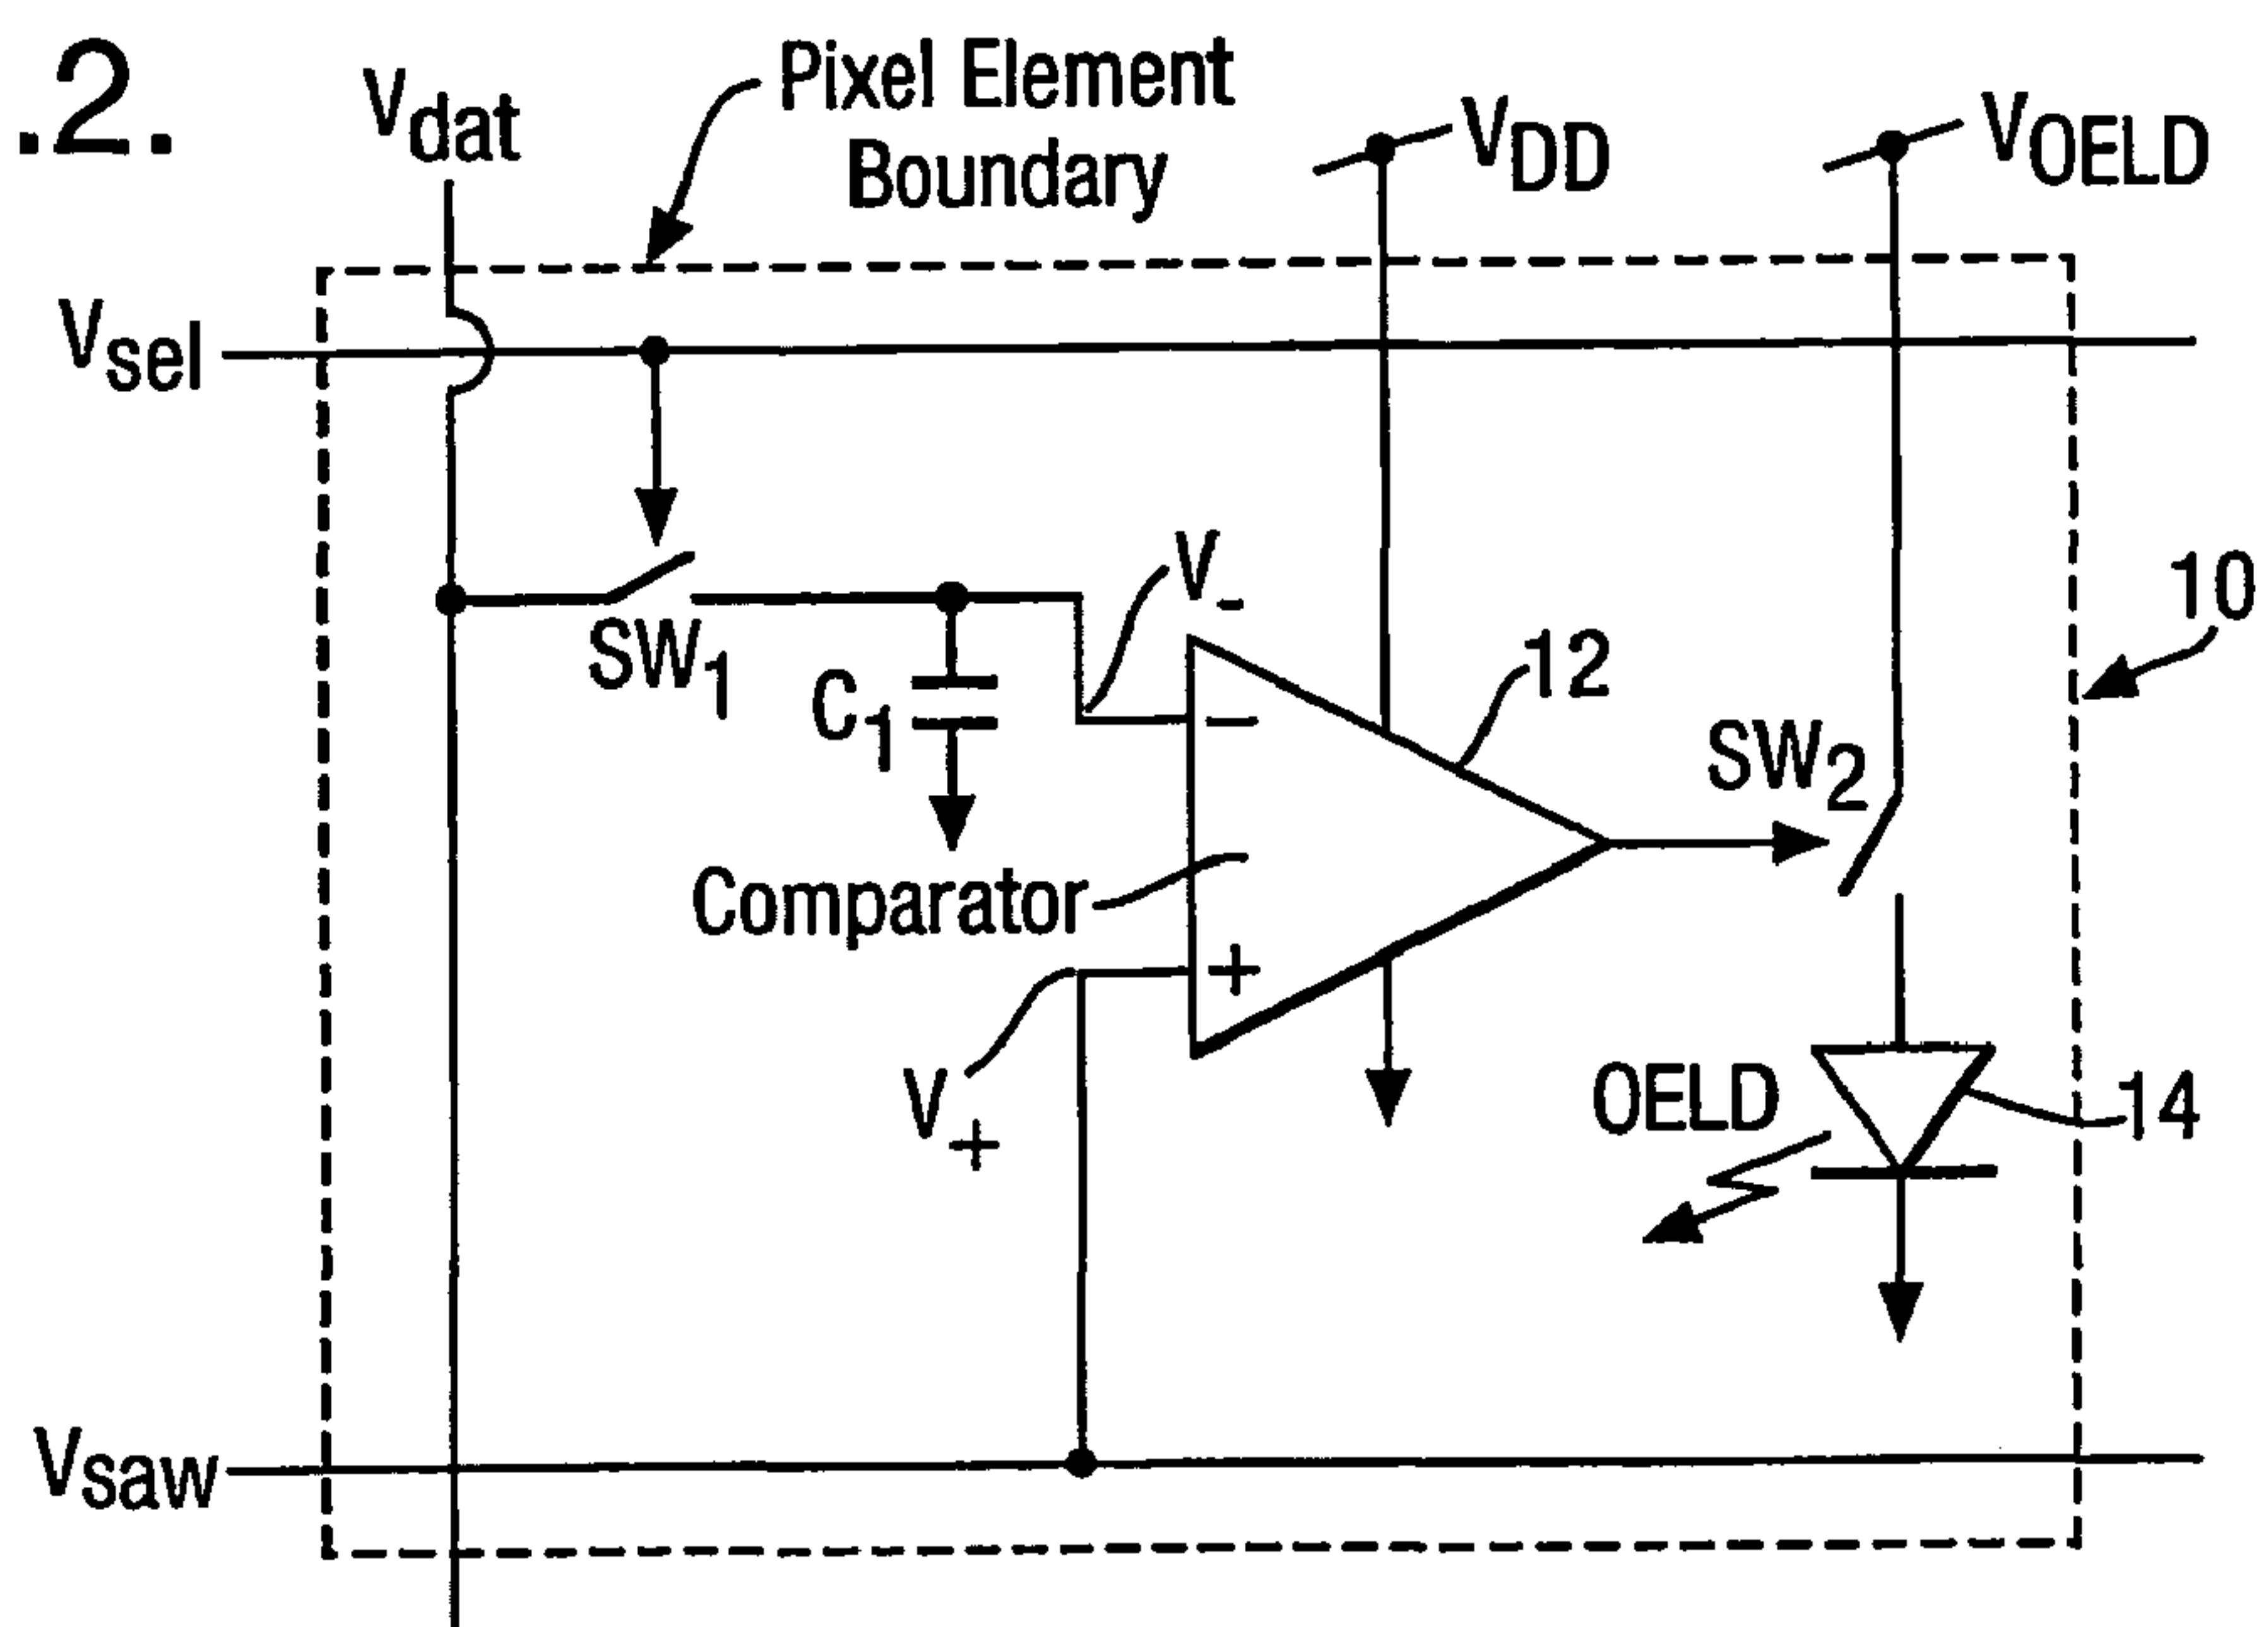 .2.
Vdat
Pixel Element
Boundary
VDD
VOELD
Vsel
10
V-
SW1
C1
12
SW2
−
Comparator
+
V+
OELD
14
Vsaw